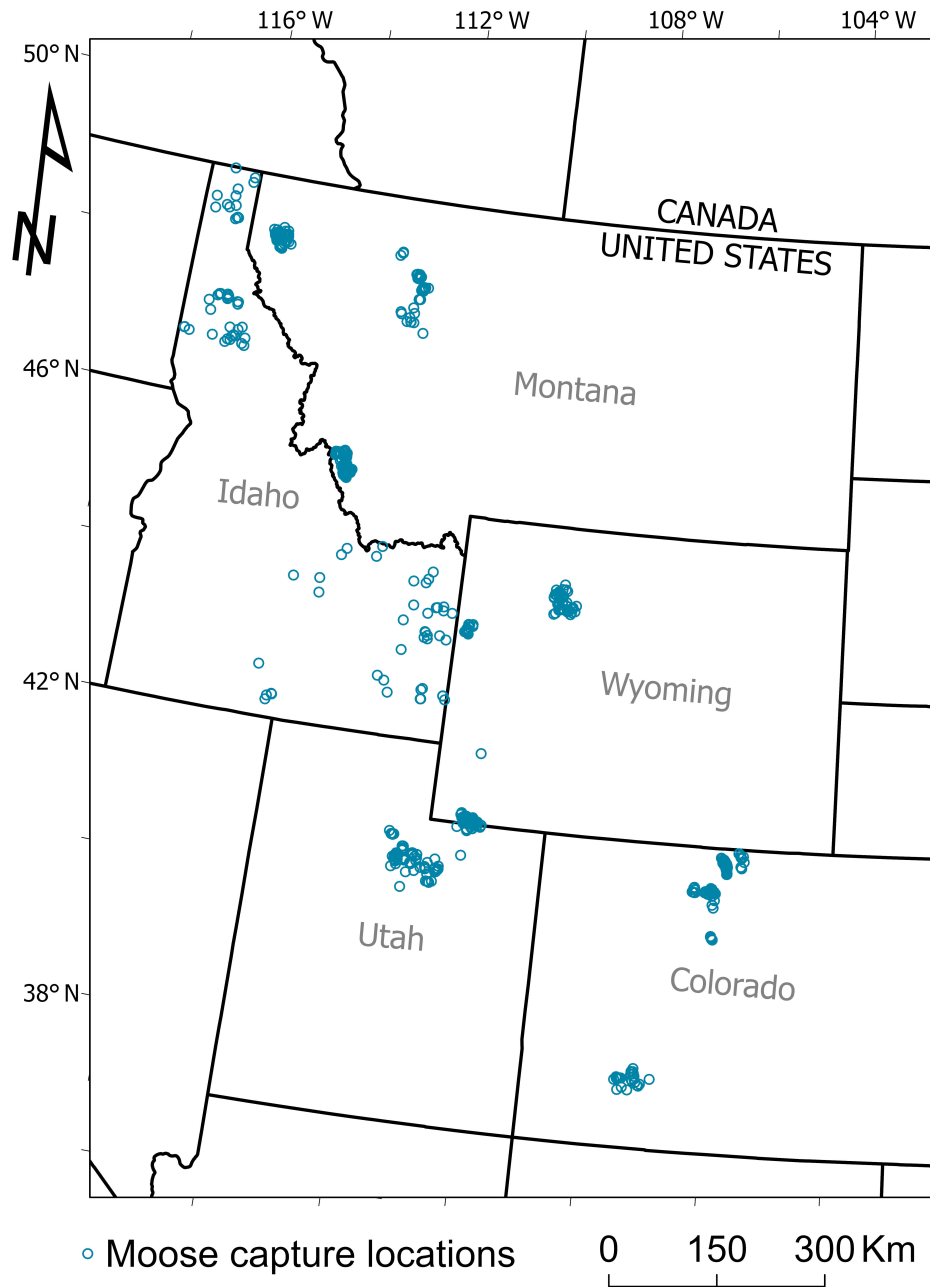 116° W 112° W 108° W 104° W
50° N
N
CANADA
UNITED STATES
46° N
Montana
Idaho
42° N
Wyoming
Utah
38° N
Colorado
Moose capture locations
0 150 300 Km